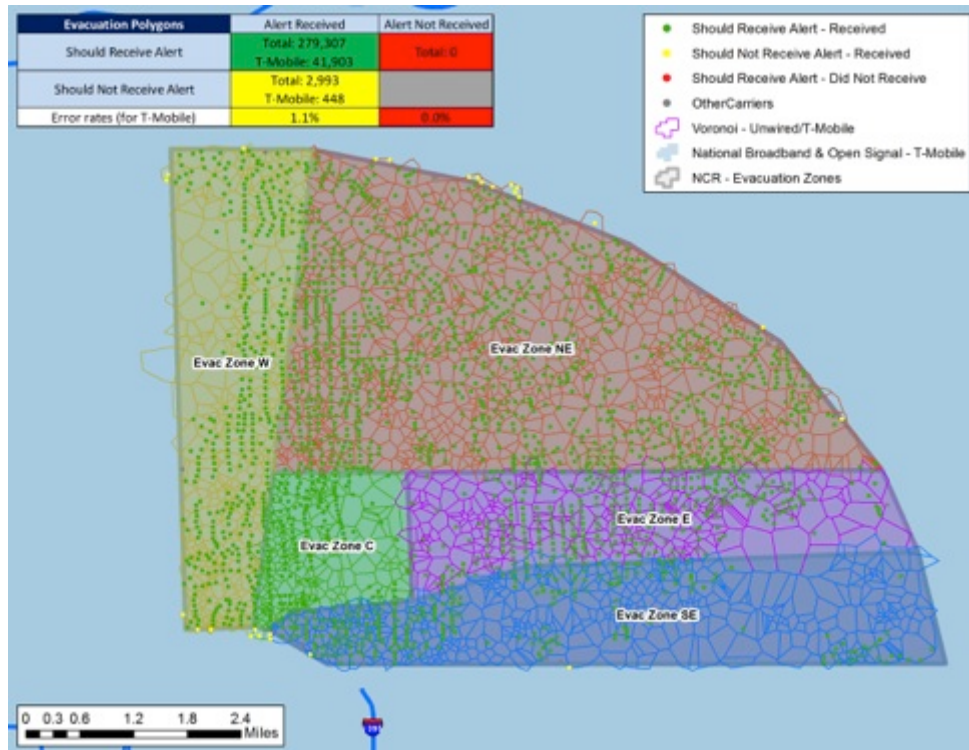 Evacuation Polygons Alert Received Alert Not Received
Should Receive Alert Total: 279,307 Total: 0
T-Mobile: 41,903
Should Not Receive Alert Total: 2,993
T-Mobile: 448
Error rates (for T-Mobile) 1.1% 0.0%
Should Receive Alert - Received
Should Not Receive Alert - Received
Should Receive Alert - Did Not Receive
OtherCarriers
Voronoi - Unwired/T-Mobile
National Broadband & Open Signal - T-Mobile
NCR - Evacuation Zones
Evac Zone NE
Evac Zone W
Evac Zone E
Evac Zone C
Evac Zone SE
0 0.3 0.6 1.2 1.8 2.4
Miles